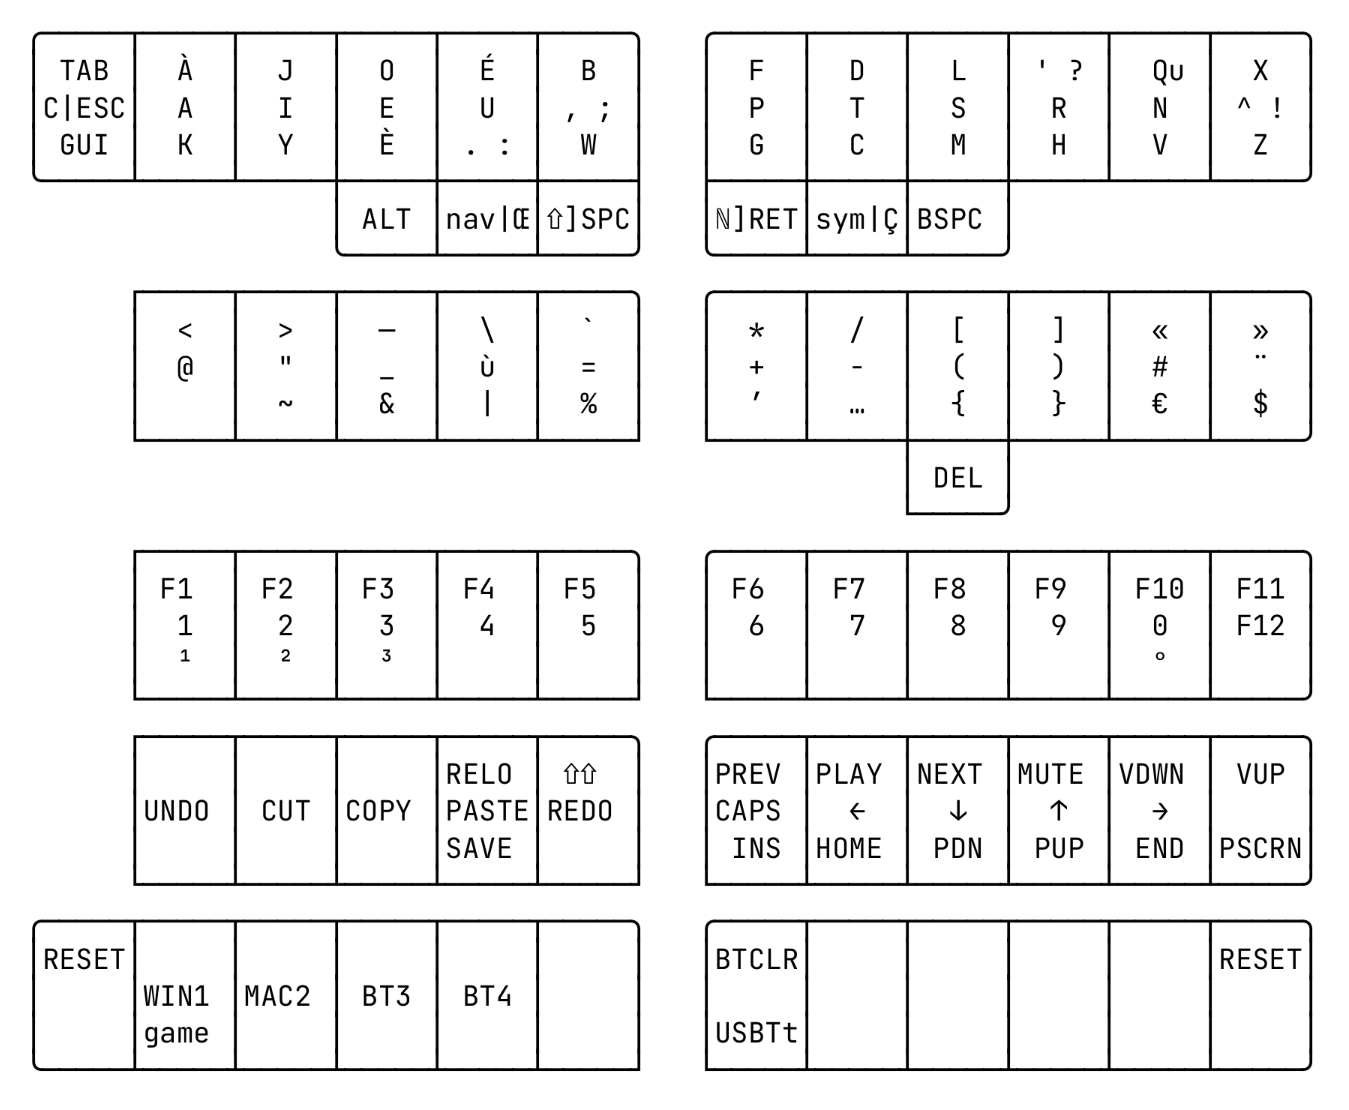 TAB À J O É B F D L ' ? Qu X
C|ESC A I E U , ; P T S R N ^ !
GUI K Y È . : W G C M H V Z
ALT nav|Œ ⇧]SPC ℕ]RET sym|Ç BSPC
< > — \ ` * / [ ] « »
@ " _ ù = + - ( ) # ¨
~ & | % ’ … { } € $
DEL
F1 F2 F3 F4 F5 F6 F7 F8 F9 F10 F11
1 2 3 4 5 6 7 8 9 0 F12
¹ ² ³ °
RELO ⇧⇧ PREV PLAY NEXT MUTE VDWN VUP
UNDO CUT COPY PASTE REDO CAPS ← ↓ ↑ →
SAVE INS HOME PDN PUP END PSCRN
RESET BTCLR RESET
WIN1 MAC2 BT3 BT4
game USBTt